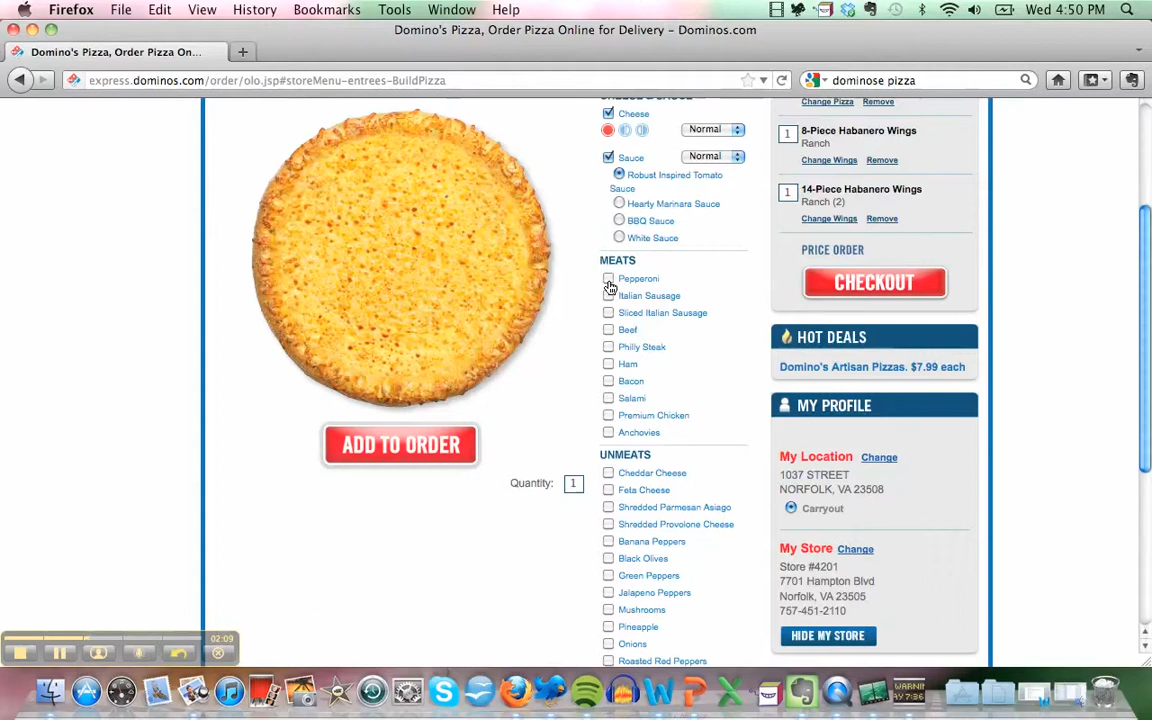 Firefox File Edit View History Bookmarks Tools Window Help Wed 4:50 PM
Domino's Pizza, Order Pizza Online for Delivery – Dominos.com
Domino's Pizza, Order Pizza On...
express.dominos.com/order/olo.jsp#storeMenu-entrees-BuildPizza
dominose pizza
Cheese
Normal
Sauce
Normal
Robust Inspired Tomato
Sauce
Hearty Marinara Sauce
BBQ Sauce
White Sauce
MEATS
Pepperoni
Italian Sausage
Sliced Italian Sausage
Beef
Philly Steak
Ham
Bacon
Salami
Premium Chicken
Anchovies
UNMEATS
Cheddar Cheese
Feta Cheese
Shredded Parmesan Asiago
Shredded Provolone Cheese
Banana Peppers
Black Olives
Green Peppers
Jalapeno Peppers
Mushrooms
Pineapple
Onions
Roasted Red Peppers
ADD TO ORDER
Quantity: 1
Change Pizza Remove
1 8-Piece Habanero Wings
Ranch
Change Wings Remove
1 14-Piece Habanero Wings
Ranch (2)
Change Wings Remove
PRICE ORDER
CHECKOUT
HOT DEALS
Domino's Artisan Pizzas. $7.99 each
MY PROFILE
My Location Change
1037 STREET
NORFOLK, VA 23508
Carryout
My Store Change
Store #4201
7701 Hampton Blvd
Norfolk, VA 23505
757-451-2110
HIDE MY STORE
02:09